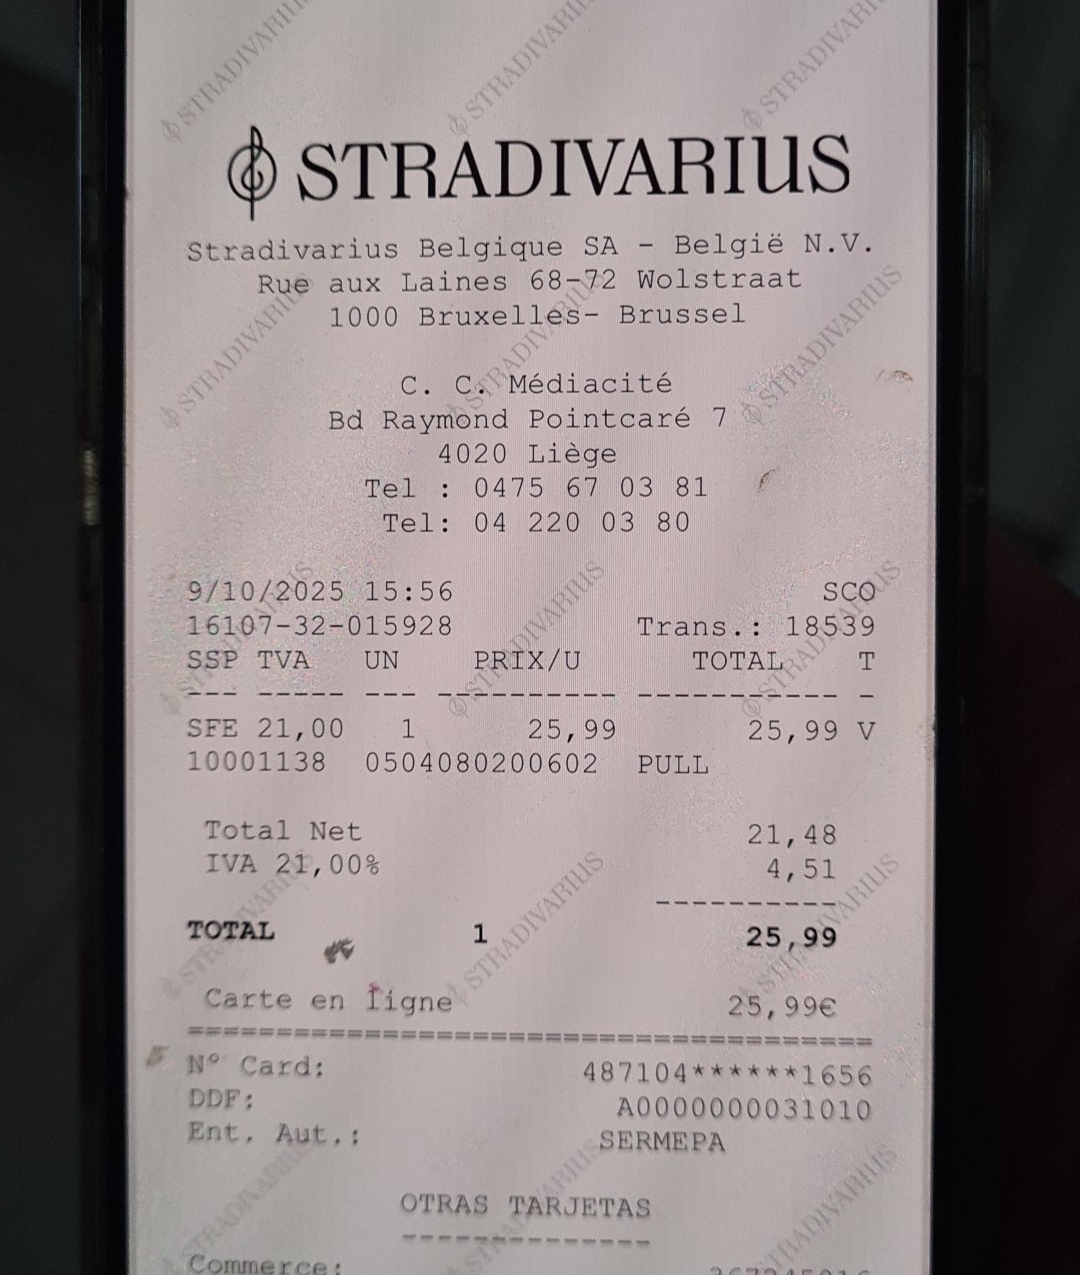 STRADIVARIUS
Stradivarius Belgique SA - België N.V.
Rue aux Laines 68-72 Wolstraat
1000 Bruxelles- Brussel
C. C. Médiacité
Bd Raymond Pointcaré 7
4020 Liège
Tel : 0475 67 03 81
Tel: 04 220 03 80
9/10/2025 15:56 SCO
16107-32-015928 Trans.: 18539
SSP TVA UN PRIX/U TOTAL T
--- ----- --- ---------- ----------- -
SFE 21,00 1 25,99 25,99 V
10001138 0504080200602 PULL
Total Net 21,48
IVA 21,00% 4,51
----------
TOTAL 1 25,99
Carte en ligne 25,99€
======================================
Nº Card: 487104******1656
DDF: A0000000031010
Ent. Aut.: SERMEPA
OTRAS TARJETAS
--------------
Commerce: